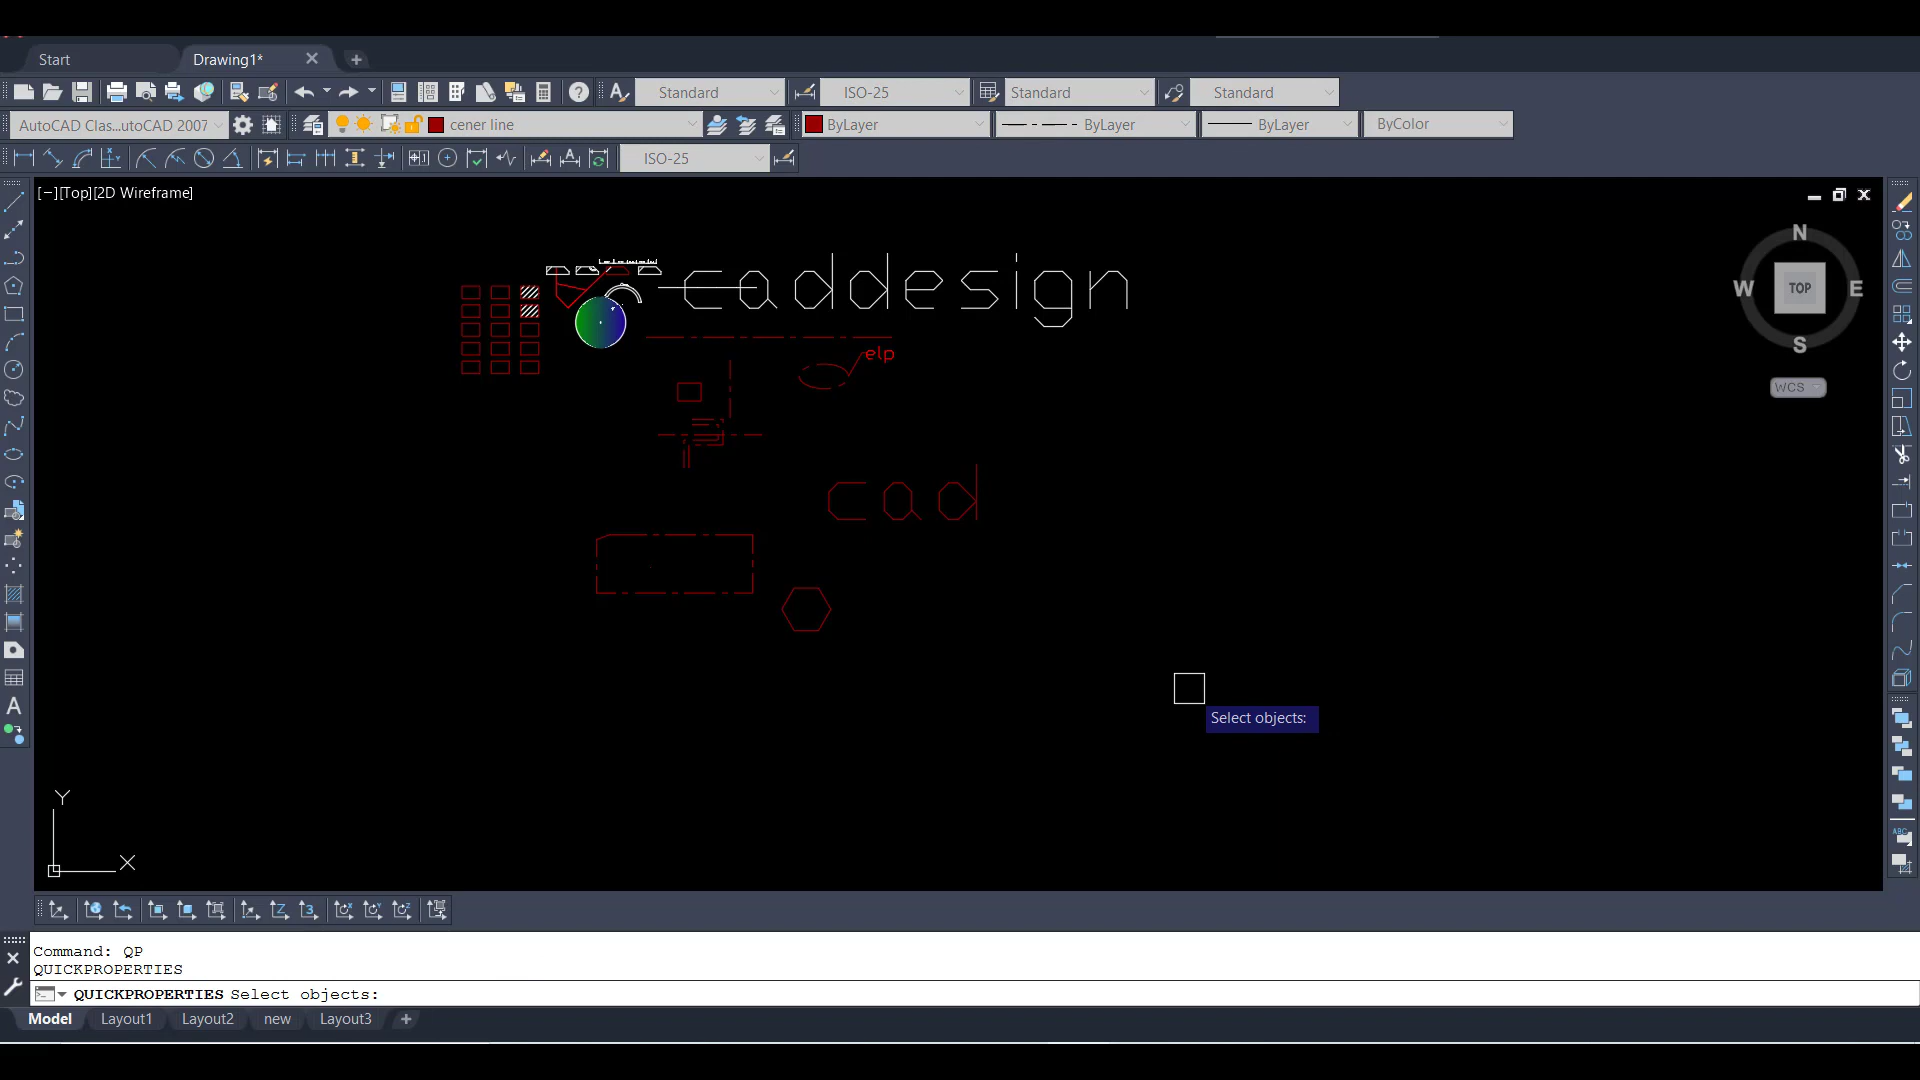 Start
Drawing1*
Standard
ISO-25
Standard
Standard
AutoCAD Clas...utoCAD 2007
cener line
ByLayer
ByLayer
ByLayer
ByColor
ISO-25
[−][Top][2D Wireframe]
N
W
TOP
E
S
WCS
caddesign
elp
cad
Select objects:
Y
X
Command: QP
QUICKPROPERTIES
QUICKPROPERTIES Select objects:
Model
Layout1
Layout2
new
Layout3